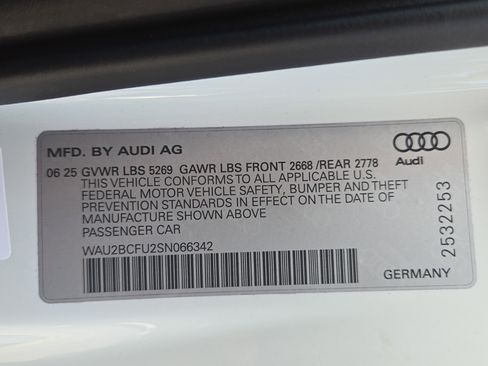 MFD. BY AUDI AG
Audi
06 25 GVWR LBS 5269 GAWR LBS FRONT 2668 /REAR 2778
THIS VEHICLE CONFORMS TO ALL APPLICABLE U.S.
FEDERAL MOTOR VEHICLE SAFETY, BUMPER AND THEFT
PREVENTION STANDARDS IN EFFECT ON THE DATE OF
MANUFACTURE SHOWN ABOVE
PASSENGER CAR
WAU2BCFU2SN066342
2532253
GERMANY